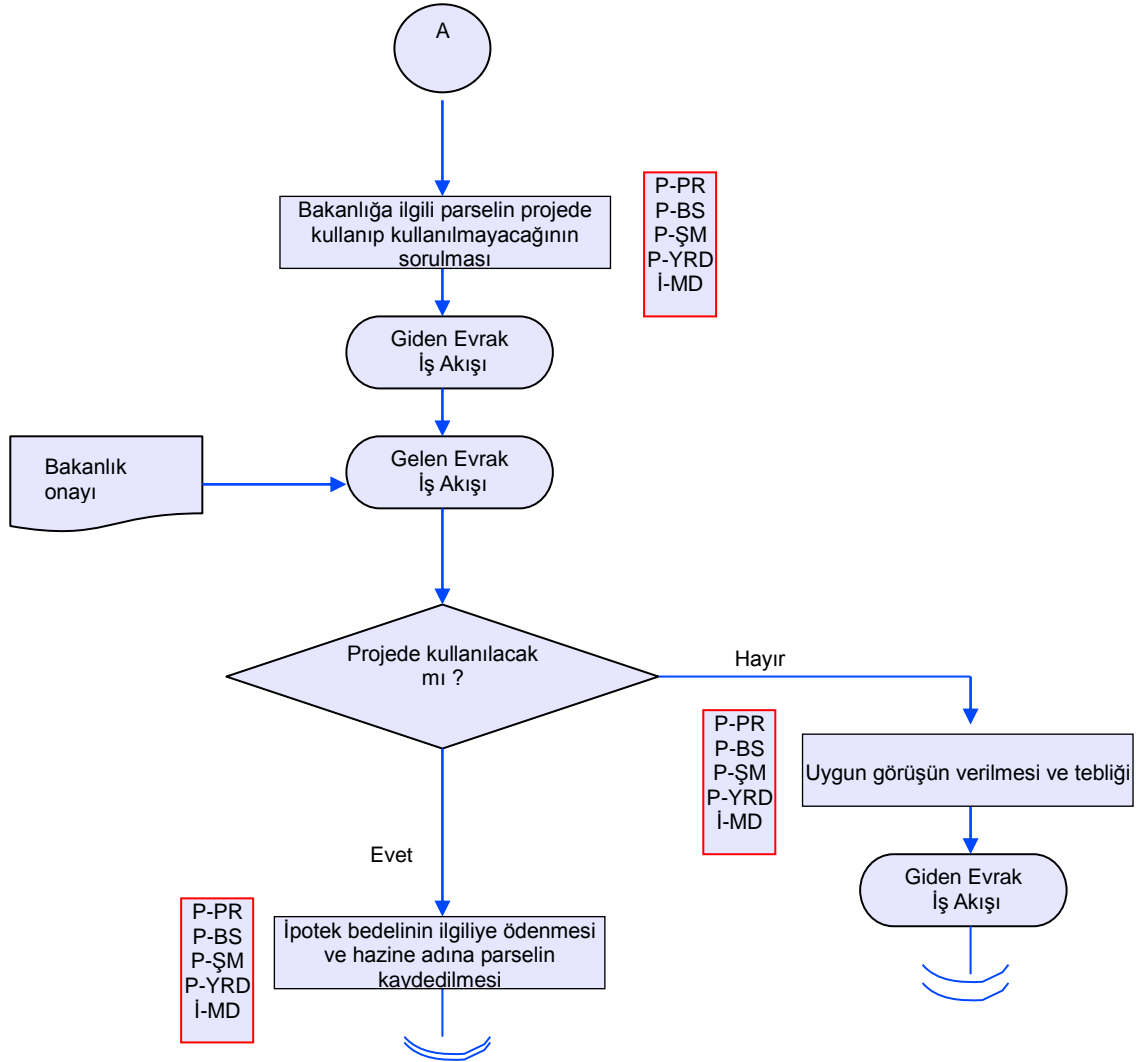 A
Bakanlığa ilgili parselin projede
kullanıp kullanılmayacağının
sorulması
P-PR
P-BS
P-ŞM
P-YRD
İ-MD
Giden Evrak
İş Akışı
Bakanlık
onayı
Gelen Evrak
İş Akışı
Projede kullanılacak
mı ?
Hayır
P-PR
P-BS
P-ŞM
P-YRD
İ-MD
Uygun görüşün verilmesi ve tebliği
Giden Evrak
İş Akışı
Evet
P-PR
P-BS
P-ŞM
P-YRD
İ-MD
İpotek bedelinin ilgiliye ödenmesi
ve hazine adına parselin
kaydedilmesi